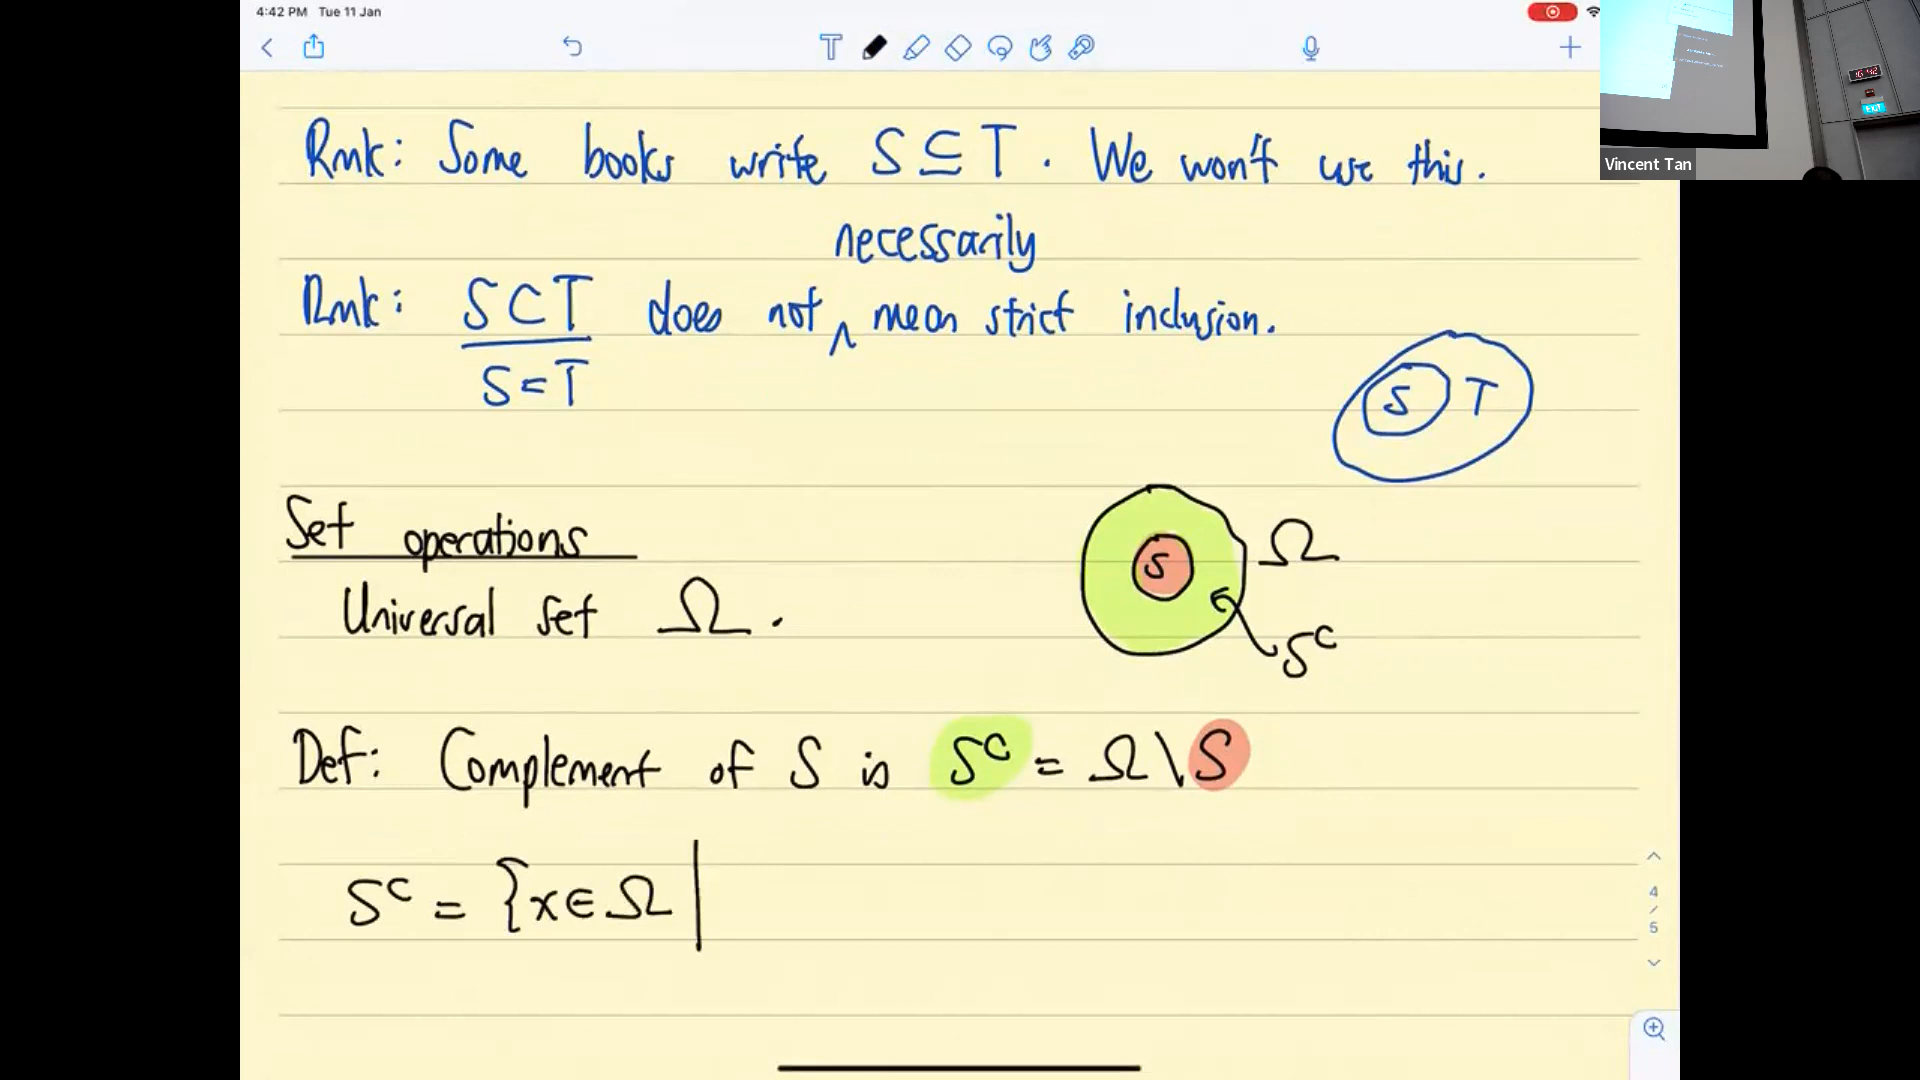 4:42 PM Tue 11 Jan
Rmk: Some books write S ⊆ T. We won't use this.
necessarily
Rmk: S ⊂ T does not ∧ mean strict inclusion.
S = T
S T
Set operations
Universal set Ω.
S Ω
S^c
Def: Complement of S is S^c = Ω \ S
S^c = {x ∈ Ω |
4
/
5
Vincent Tan
EXIT